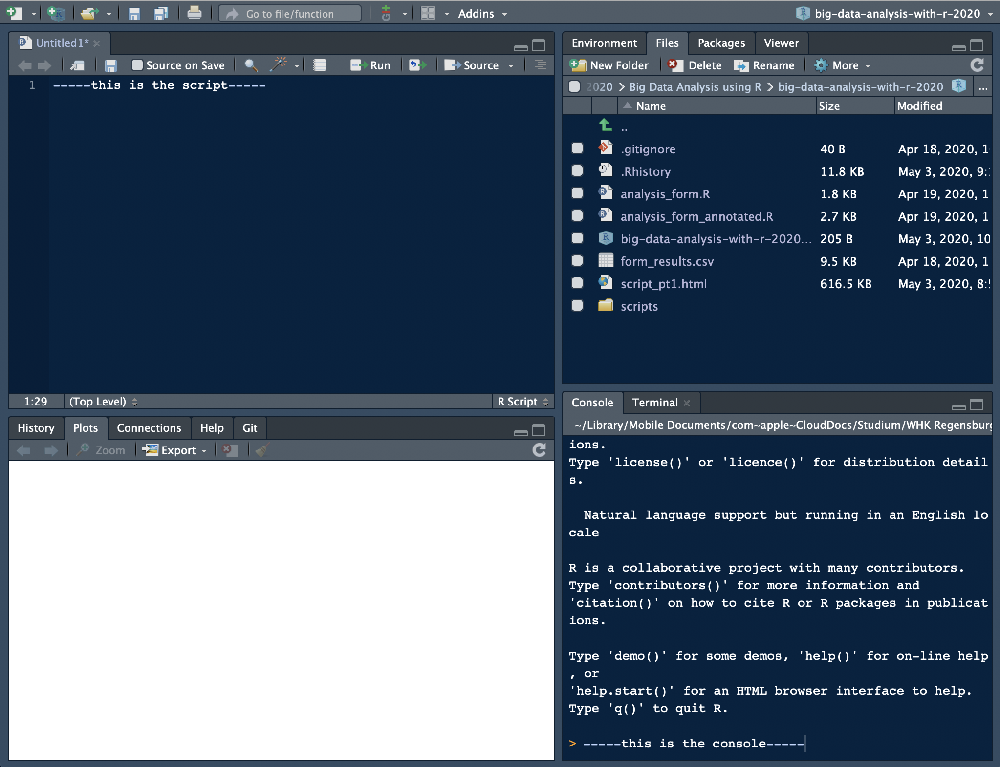 Go to file/function
Addins
big-data-analysis-with-r-2020
Untitled1*
Source on Save
Run
Source
1 -----this is the script-----
1:29 (Top Level) R Script
Environment Files Packages Viewer
New Folder Delete Rename More
2020 > Big Data Analysis using R > big-data-analysis-with-r-2020 ...
Name Size Modified
..
.gitignore 40 B Apr 18, 2020, 1
.Rhistory 11.8 KB May 3, 2020, 9:
analysis_form.R 1.8 KB Apr 19, 2020, 1
analysis_form_annotated.R 2.7 KB Apr 19, 2020, 1
big-data-analysis-with-r-2020... 205 B May 3, 2020, 10
form_results.csv 9.5 KB Apr 18, 2020, 1
script_pt1.html 616.5 KB May 3, 2020, 8:
scripts
History Plots Connections Help Git
Zoom Export
Console Terminal
~/Library/Mobile Documents/com~apple~CloudDocs/Studium/WHK Regensburg
ions.
Type 'license()' or 'licence()' for distribution detail
s.
Natural language support but running in an English lo
cale
R is a collaborative project with many contributors.
Type 'contributors()' for more information and
'citation()' on how to cite R or R packages in publicat
ions.
Type 'demo()' for some demos, 'help()' for on-line help
, or
'help.start()' for an HTML browser interface to help.
Type 'q()' to quit R.
> -----this is the console-----